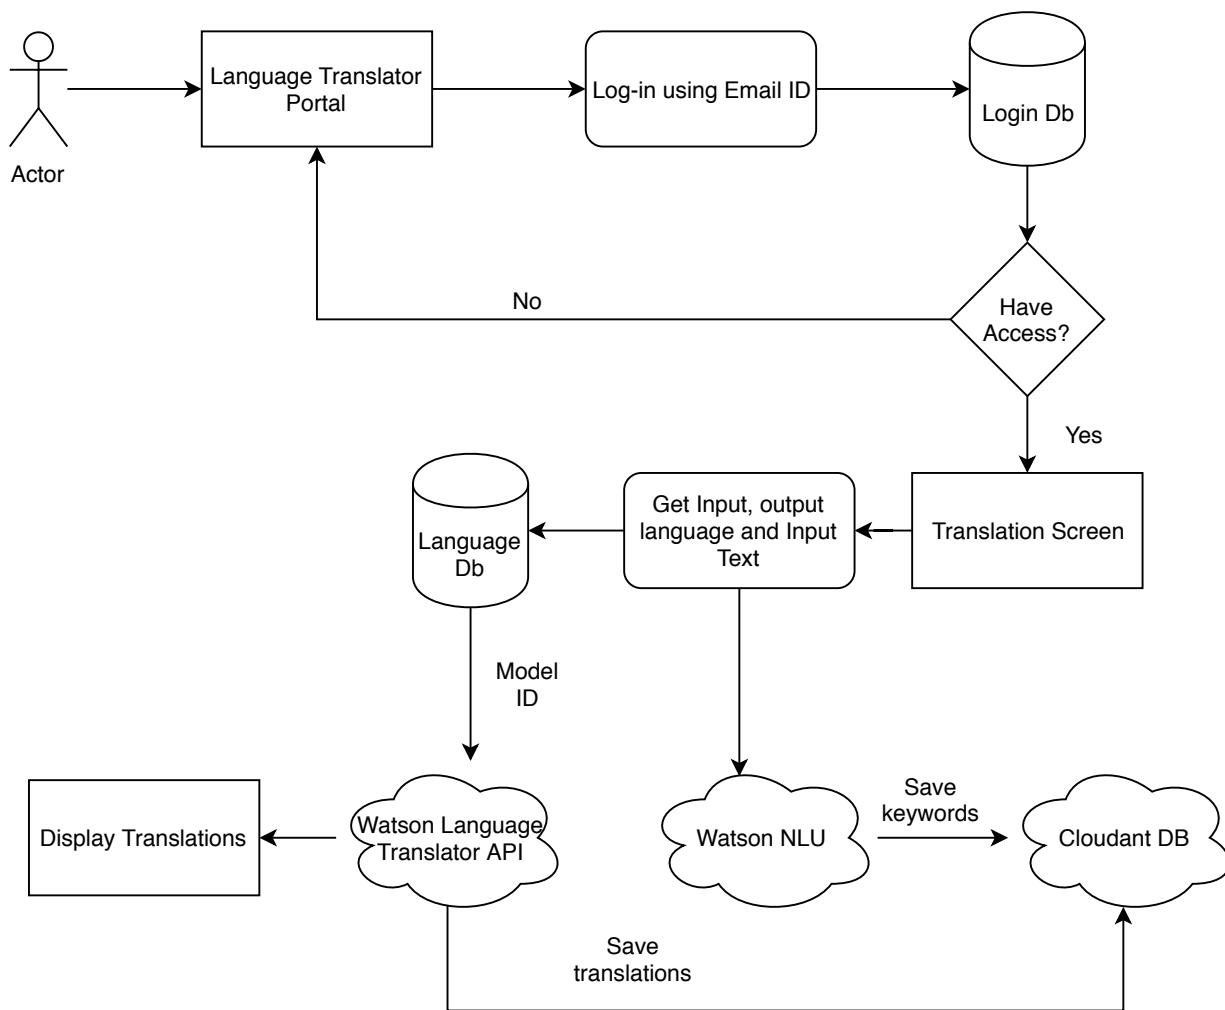 Actor
Language Translator
Portal
Log-in using Email ID
Login Db
No
Have
Access?
Yes
Language
Db
Get Input, output
language and Input
Text
Translation Screen
Model
ID
Display Translations
Watson Language
Translator API
Watson NLU
Save
keywords
Cloudant DB
Save
translations